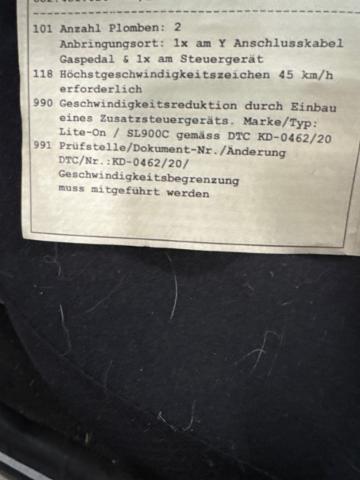 101 Anzahl Plomben: 2
Anbringungsort: 1x am Y Anschlusskabel
Gaspedal & 1x am Steuergerät
118 Höchstgeschwindigkeitszeichen 45 km/h
erforderlich
990 Geschwindigkeitsreduktion durch Einbau
eines Zusatzsteuergeräts. Marke/Typ:
Lite-On / SL900C gemäss DTC KD-0462/20
991 Prüfstelle/Dokument-Nr./Änderung
DTC/Nr.:KD-0462/20/
Geschwindigkeitsbegrenzung
muss mitgeführt werden